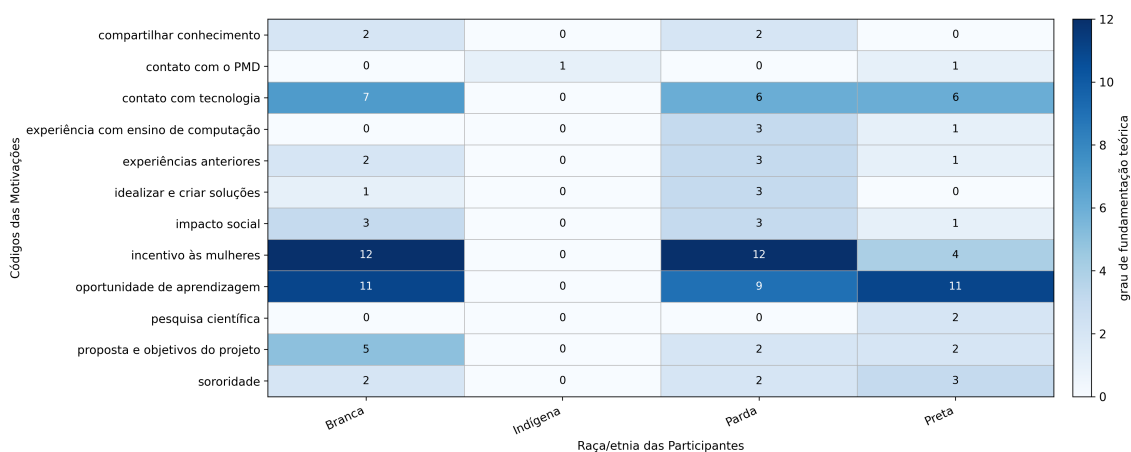 Códigos das Motivações
compartilhar conhecimento 2 0 2 0
contato com o PMD 0 1 0 1
contato com tecnologia 7 0 6 6
experiência com ensino de computação 0 0 3 1
experiências anteriores 2 0 3 1
idealizar e criar soluções 1 0 3 0
impacto social 3 0 3 1
incentivo às mulheres 12 0 12 4
oportunidade de aprendizagem 11 0 9 11
pesquisa científica 0 0 0 2
proposta e objetivos do projeto 5 0 2 2
sororidade 2 0 2 3
Branca Indígena Parda Preta
Raça/etnia das Participantes
12
10
8
6
4
2
0
grau de fundamentação teórica